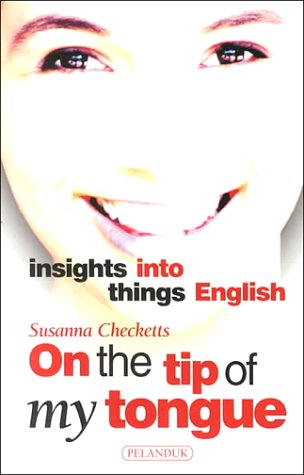 insights into
things English
Susanna Checketts
On the tip of
my tongue
PELANDUK